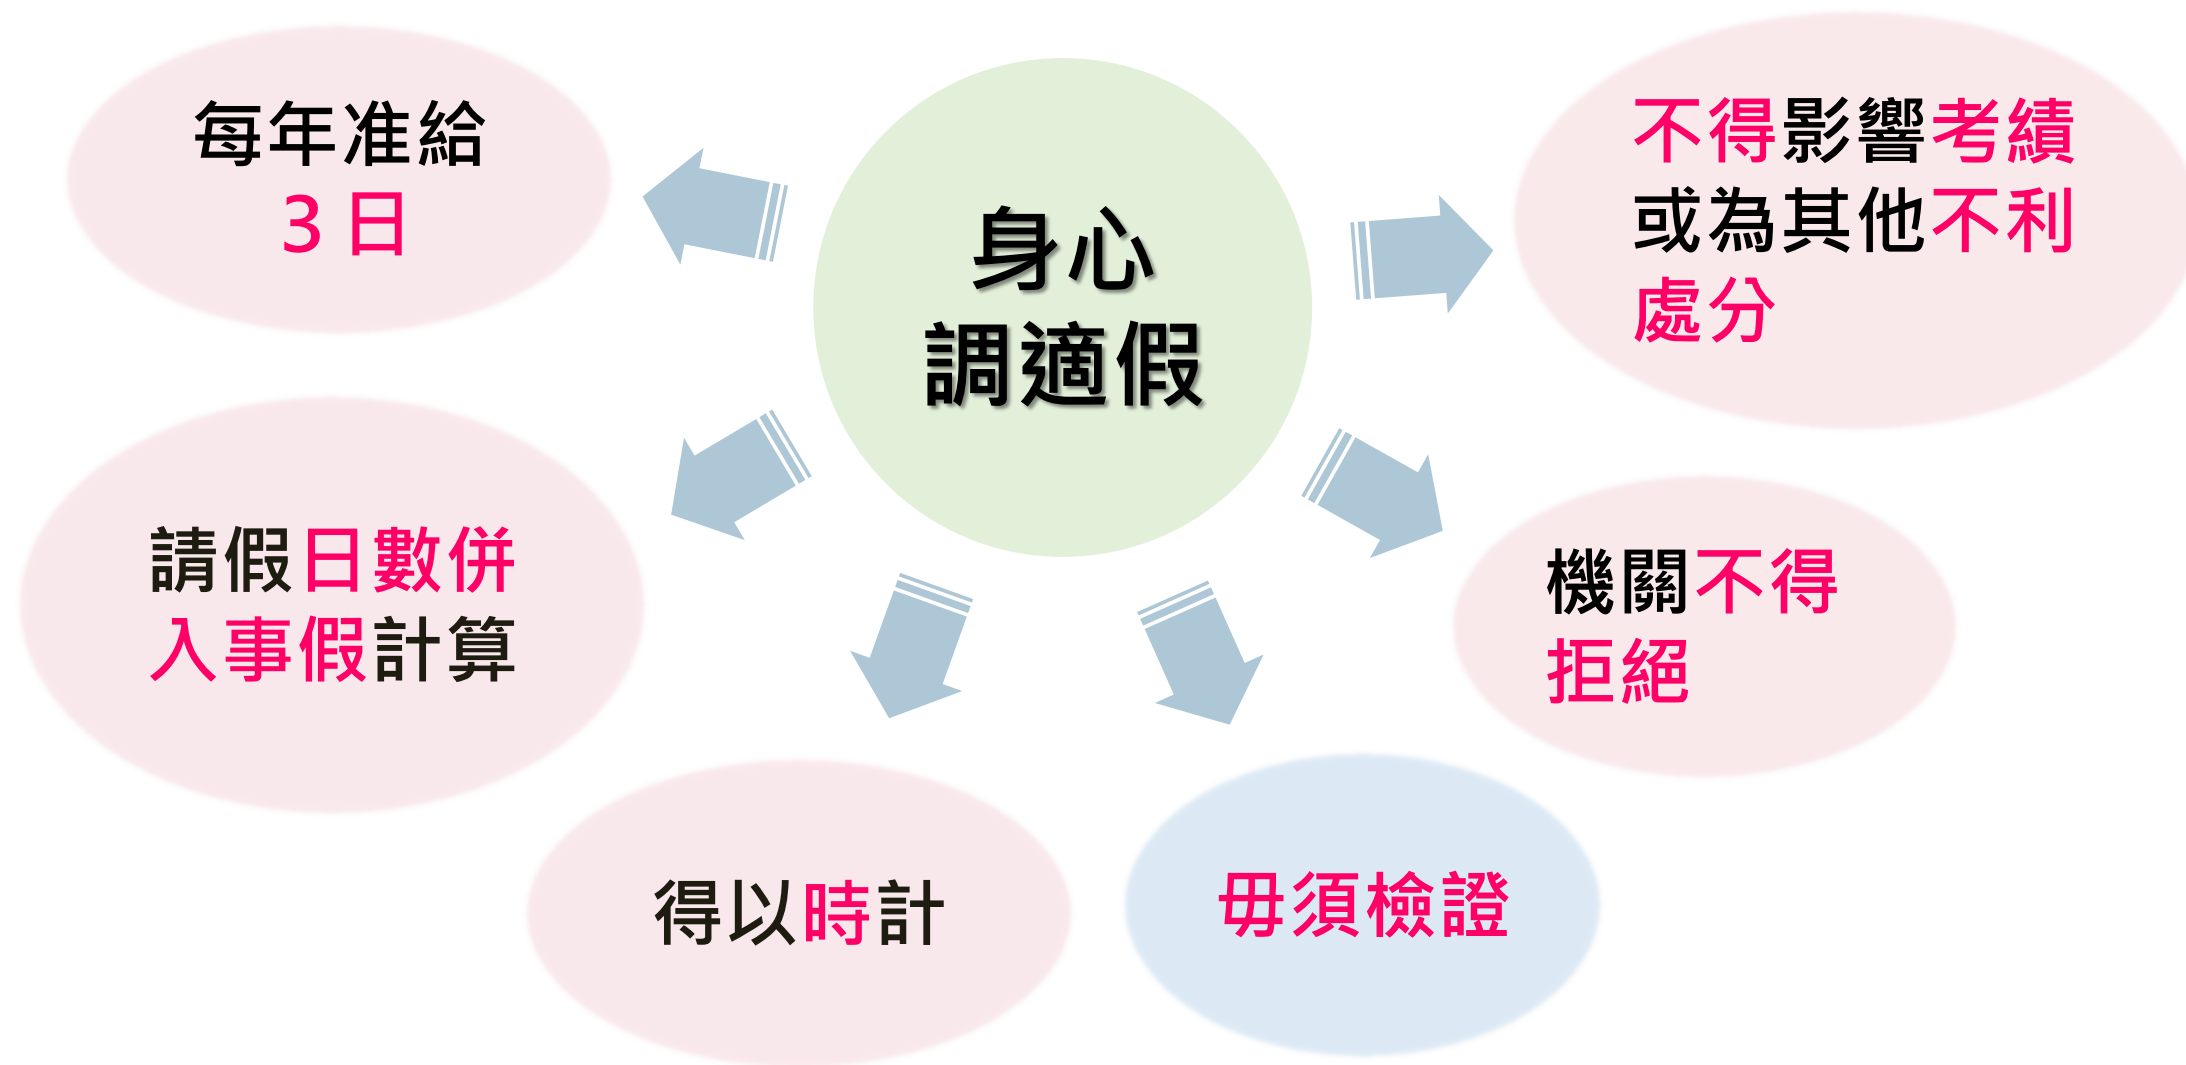 身心
調適假
每年准給
3日
請假日數併
入事假計算
得以時計
毋須檢證
機關不得
拒絕
不得影響考績
或為其他不利
處分